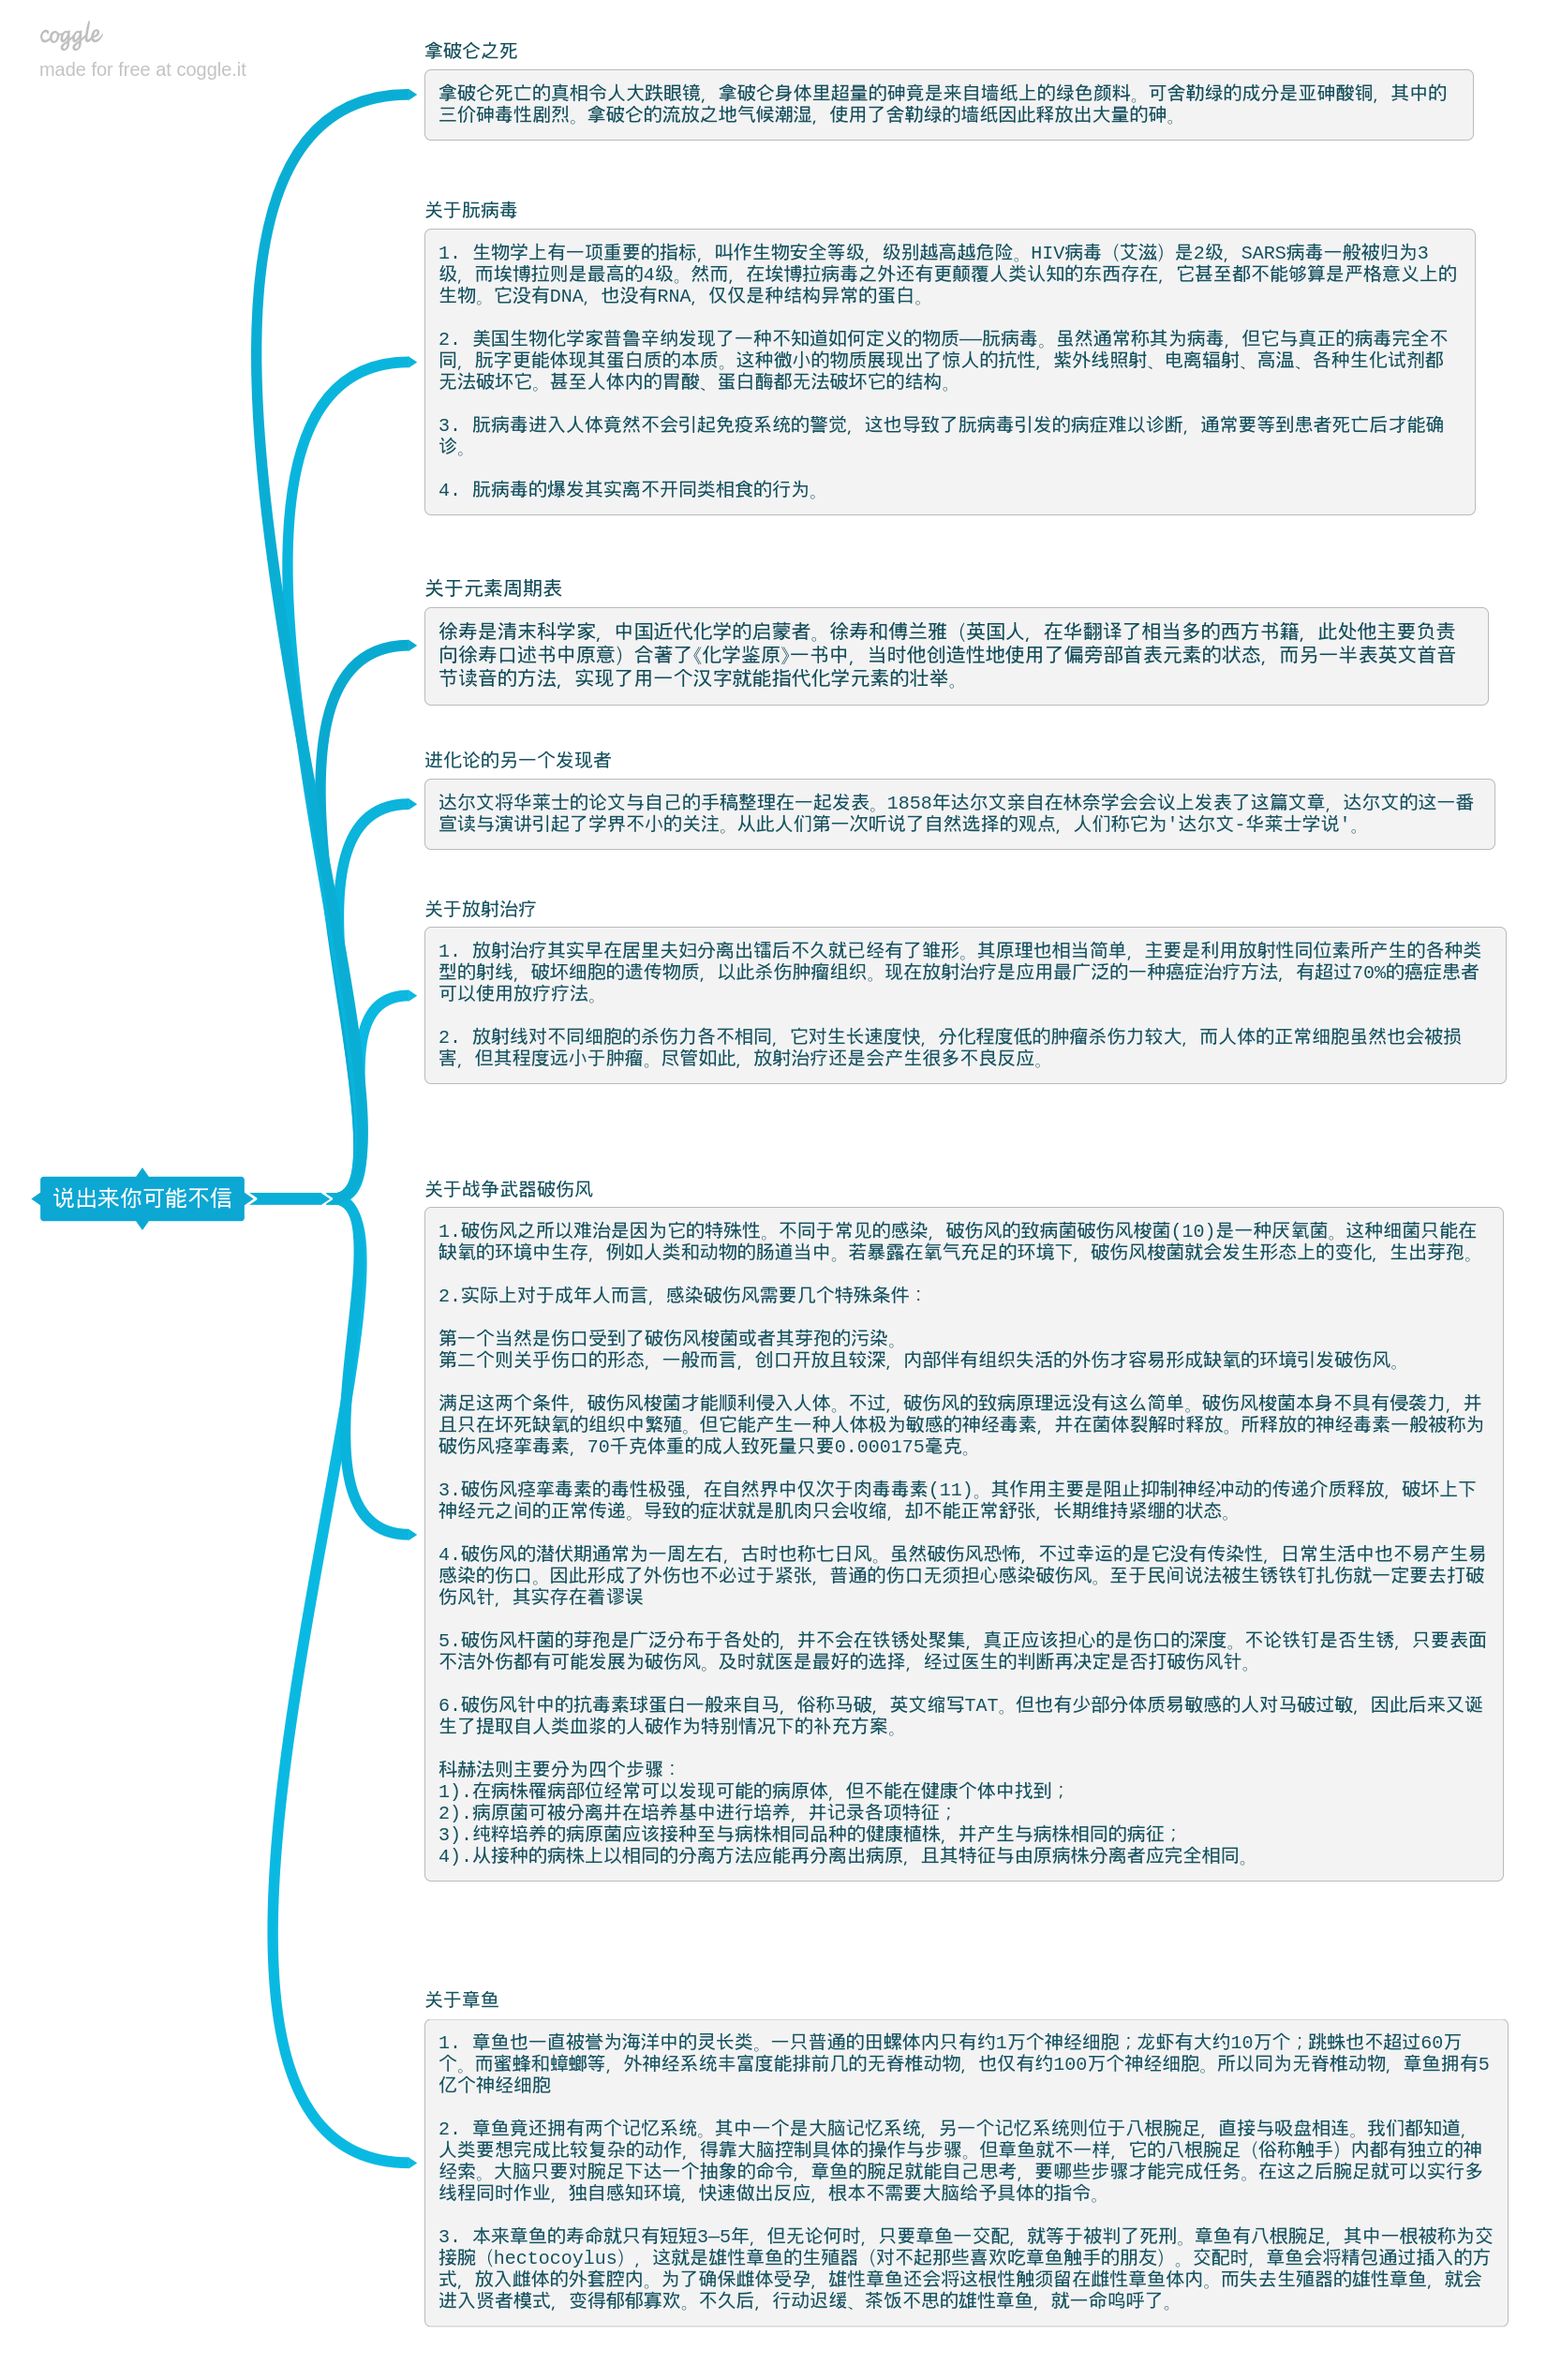 coggle
made for free at coggle.it
拿破仑之死
拿破仑死亡的真相令人大跌眼镜，拿破仑身体里超量的砷竟是来自墙纸上的绿色颜料。可舍勒绿的成分是亚砷酸铜，其中的
三价砷毒性剧烈。拿破仑的流放之地气候潮湿，使用了舍勒绿的墙纸因此释放出大量的砷。
关于朊病毒
1. 生物学上有一项重要的指标，叫作生物安全等级，级别越高越危险。HIV病毒（艾滋）是2级，SARS病毒一般被归为3
级，而埃博拉则是最高的4级。然而，在埃博拉病毒之外还有更颠覆人类认知的东西存在，它甚至都不能够算是严格意义上的
生物。它没有DNA，也没有RNA，仅仅是种结构异常的蛋白。
2. 美国生物化学家普鲁辛纳发现了一种不知道如何定义的物质——朊病毒。虽然通常称其为病毒，但它与真正的病毒完全不
同，朊字更能体现其蛋白质的本质。这种微小的物质展现出了惊人的抗性，紫外线照射、电离辐射、高温、各种生化试剂都
无法破坏它。甚至人体内的胃酸、蛋白酶都无法破坏它的结构。
3. 朊病毒进入人体竟然不会引起免疫系统的警觉，这也导致了朊病毒引发的病症难以诊断，通常要等到患者死亡后才能确
诊。
4. 朊病毒的爆发其实离不开同类相食的行为。
关于元素周期表
徐寿是清末科学家，中国近代化学的启蒙者。徐寿和傅兰雅（英国人，在华翻译了相当多的西方书籍，此处他主要负责
向徐寿口述书中原意）合著了《化学鉴原》一书中，当时他创造性地使用了偏旁部首表元素的状态，而另一半表英文首音
节读音的方法，实现了用一个汉字就能指代化学元素的壮举。
进化论的另一个发现者
达尔文将华莱士的论文与自己的手稿整理在一起发表。1858年达尔文亲自在林奈学会会议上发表了这篇文章，达尔文的这一番
宣读与演讲引起了学界不小的关注。从此人们第一次听说了自然选择的观点，人们称它为'达尔文-华莱士学说'。
关于放射治疗
1. 放射治疗其实早在居里夫妇分离出镭后不久就已经有了雏形。其原理也相当简单，主要是利用放射性同位素所产生的各种类
型的射线，破坏细胞的遗传物质，以此杀伤肿瘤组织。现在放射治疗是应用最广泛的一种癌症治疗方法，有超过70%的癌症患者
可以使用放疗疗法。
2. 放射线对不同细胞的杀伤力各不相同，它对生长速度快，分化程度低的肿瘤杀伤力较大，而人体的正常细胞虽然也会被损
害，但其程度远小于肿瘤。尽管如此，放射治疗还是会产生很多不良反应。
说出来你可能不信
关于战争武器破伤风
1.破伤风之所以难治是因为它的特殊性。不同于常见的感染，破伤风的致病菌破伤风梭菌(10)是一种厌氧菌。这种细菌只能在
缺氧的环境中生存，例如人类和动物的肠道当中。若暴露在氧气充足的环境下，破伤风梭菌就会发生形态上的变化，生出芽孢。
2.实际上对于成年人而言，感染破伤风需要几个特殊条件：
第一个当然是伤口受到了破伤风梭菌或者其芽孢的污染。
第二个则关乎伤口的形态，一般而言，创口开放且较深，内部伴有组织失活的外伤才容易形成缺氧的环境引发破伤风。
满足这两个条件，破伤风梭菌才能顺利侵入人体。不过，破伤风的致病原理远没有这么简单。破伤风梭菌本身不具有侵袭力，并
且只在坏死缺氧的组织中繁殖。但它能产生一种人体极为敏感的神经毒素，并在菌体裂解时释放。所释放的神经毒素一般被称为
破伤风痉挛毒素，70千克体重的成人致死量只要0.000175毫克。
3.破伤风痉挛毒素的毒性极强，在自然界中仅次于肉毒毒素(11)。其作用主要是阻止抑制神经冲动的传递介质释放，破坏上下
神经元之间的正常传递。导致的症状就是肌肉只会收缩，却不能正常舒张，长期维持紧绷的状态。
4.破伤风的潜伏期通常为一周左右，古时也称七日风。虽然破伤风恐怖，不过幸运的是它没有传染性，日常生活中也不易产生易
感染的伤口。因此形成了外伤也不必过于紧张，普通的伤口无须担心感染破伤风。至于民间说法被生锈铁钉扎伤就一定要去打破
伤风针，其实存在着谬误
5.破伤风杆菌的芽孢是广泛分布于各处的，并不会在铁锈处聚集，真正应该担心的是伤口的深度。不论铁钉是否生锈，只要表面
不洁外伤都有可能发展为破伤风。及时就医是最好的选择，经过医生的判断再决定是否打破伤风针。
6.破伤风针中的抗毒素球蛋白一般来自马，俗称马破，英文缩写TAT。但也有少部分体质易敏感的人对马破过敏，因此后来又诞
生了提取自人类血浆的人破作为特别情况下的补充方案。
科赫法则主要分为四个步骤：
1).在病株罹病部位经常可以发现可能的病原体，但不能在健康个体中找到；
2).病原菌可被分离并在培养基中进行培养，并记录各项特征；
3).纯粹培养的病原菌应该接种至与病株相同品种的健康植株，并产生与病株相同的病征；
4).从接种的病株上以相同的分离方法应能再分离出病原，且其特征与由原病株分离者应完全相同。
关于章鱼
1. 章鱼也一直被誉为海洋中的灵长类。一只普通的田螺体内只有约1万个神经细胞；龙虾有大约10万个；跳蛛也不超过60万
个。而蜜蜂和蟑螂等，外神经系统丰富度能排前几的无脊椎动物，也仅有约100万个神经细胞。所以同为无脊椎动物，章鱼拥有5
亿个神经细胞
2. 章鱼竟还拥有两个记忆系统。其中一个是大脑记忆系统，另一个记忆系统则位于八根腕足，直接与吸盘相连。我们都知道，
人类要想完成比较复杂的动作，得靠大脑控制具体的操作与步骤。但章鱼就不一样，它的八根腕足（俗称触手）内都有独立的神
经索。大脑只要对腕足下达一个抽象的命令，章鱼的腕足就能自己思考，要哪些步骤才能完成任务。在这之后腕足就可以实行多
线程同时作业，独自感知环境，快速做出反应，根本不需要大脑给予具体的指令。
3. 本来章鱼的寿命就只有短短3—5年，但无论何时，只要章鱼一交配，就等于被判了死刑。章鱼有八根腕足，其中一根被称为交
接腕（hectocoylus），这就是雄性章鱼的生殖器（对不起那些喜欢吃章鱼触手的朋友）。交配时，章鱼会将精包通过插入的方
式，放入雌体的外套腔内。为了确保雌体受孕，雄性章鱼还会将这根性触须留在雌性章鱼体内。而失去生殖器的雄性章鱼，就会
进入贤者模式，变得郁郁寡欢。不久后，行动迟缓、茶饭不思的雄性章鱼，就一命呜呼了。